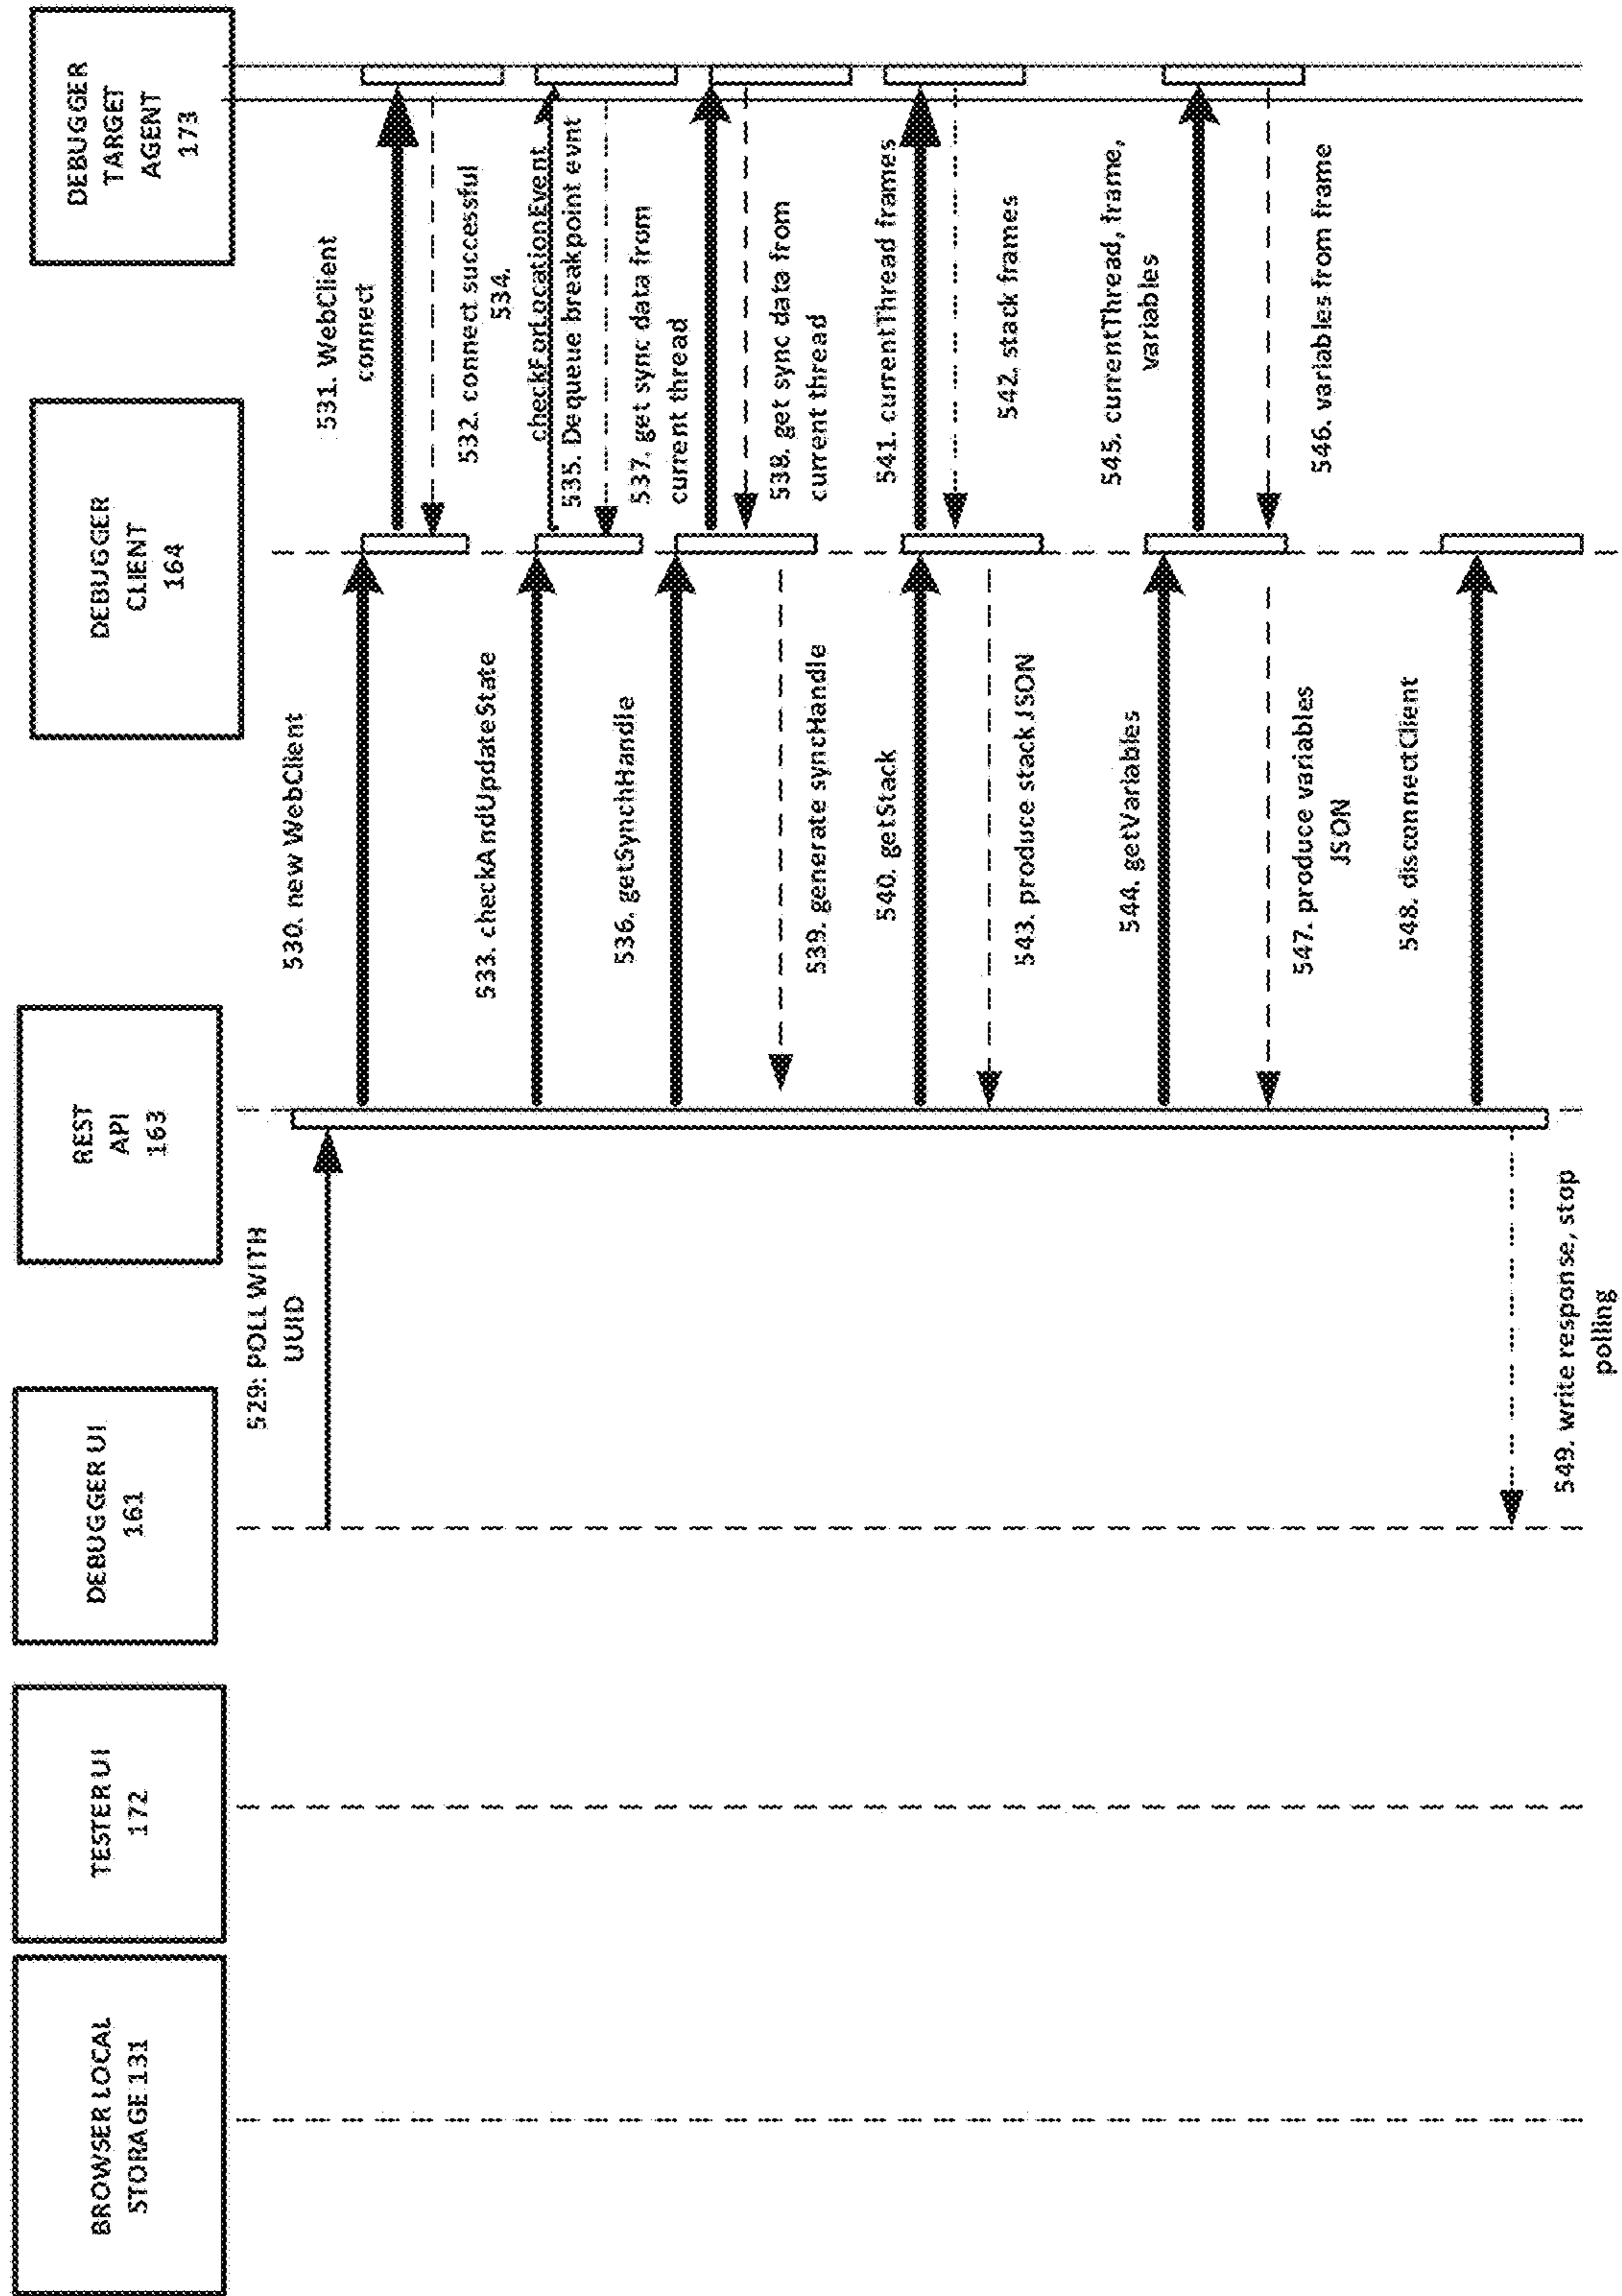 BROWSER LOCAL
STORAGE 131
TESTER UI
172
DEBUGGER UI
161
REST
API
163
DEBUGGER
CLIENT
164
DEBUGGER
TARGET
AGENT
173
529: POLL WITH
UUID
530. new WebClient
531. WebClient
connect
532. connect successful
533. checkAndUpdateState
534.
checkForLocationEvent
535. Dequeue breakpoint evnt
536. getSynchHandle
537. get sync data from
current thread
538. get sync data from
current thread
539. generate syncHandle
540. getStack
541. currentThread frames
542. stack frames
543. produce stack JSON
544. getVariables
545. currentThread, frame,
variables
546. variables from frame
547. produce variables
JSON
548. disconnectClient
549. write response, stop
polling